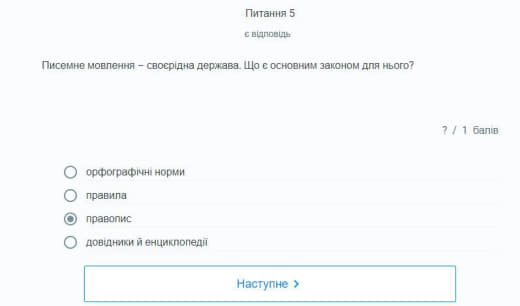 Питання 5
є відповідь
Писемне мовлення – своєрідна держава. Що є основним законом для нього?
? / 1 балів
орфографічні норми
правила
правопис
довідники й енциклопедії
Наступне >